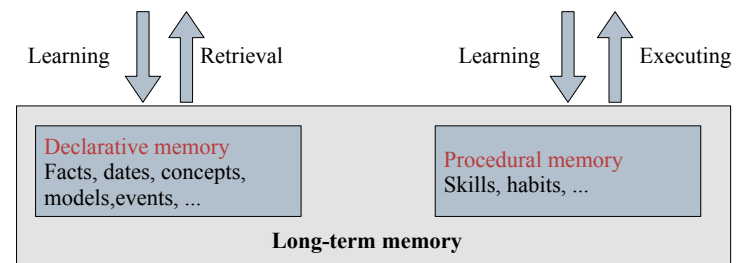 Learning Retrieval Learning Executing
Declarative memory
Facts, dates, concepts,
models,events, ...
Procedural memory
Skills, habits, ...
Long-term memory